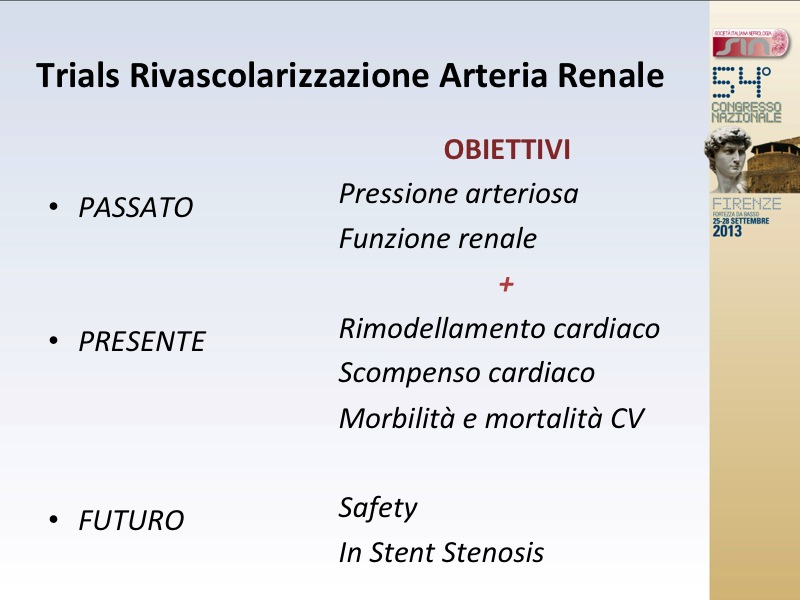 Trials Rivascolarizzazione Arteria Renale
OBIETTIVI
• PASSATO
Pressione arteriosa
Funzione renale
+
• PRESENTE
Rimodellamento cardiaco
Scompenso cardiaco
Morbilità e mortalità CV
• FUTURO
Safety
In Stent Stenosis
SOCIETÀ ITALIANA NEFROLOGIA
SIN
54°
CONGRESSO
NAZIONALE
FIRENZE
FORTEZZA DA BASSO
25-28 SETTEMBRE
2013